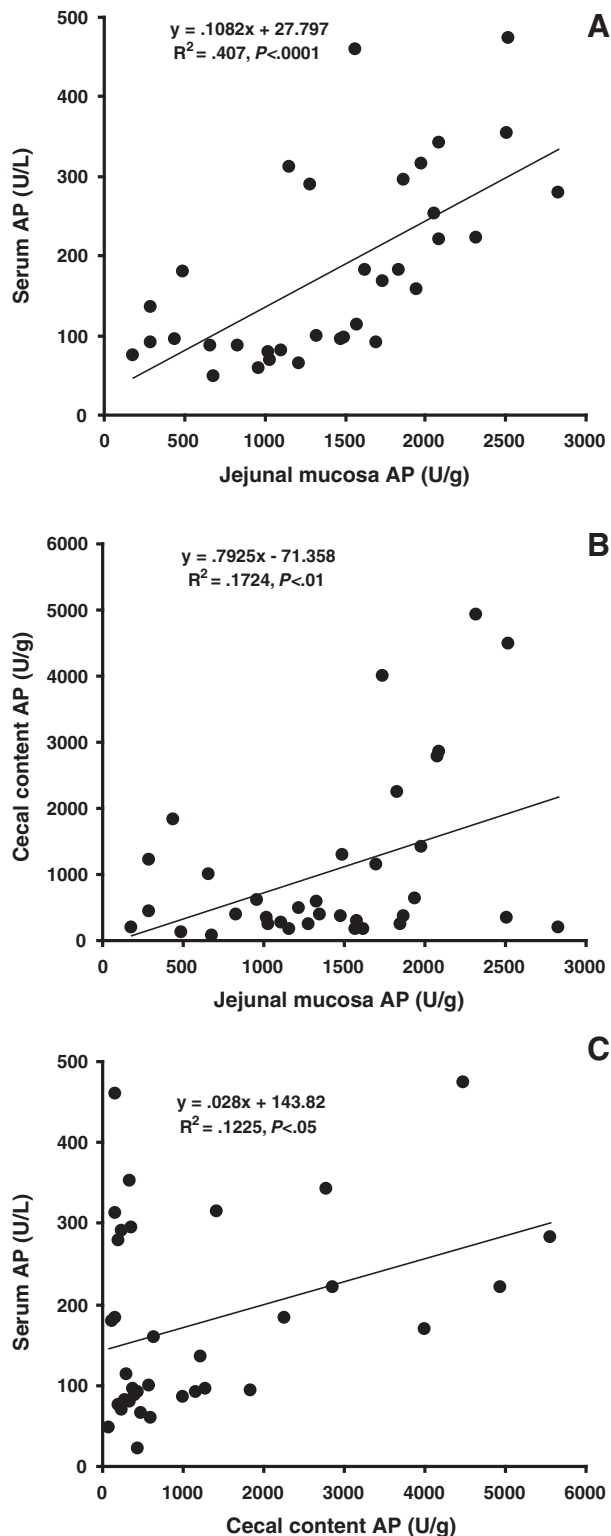 A
y = .1082x + 27.797
R² = .407, P<.0001
500
400
300
200
100
0
Serum AP (U/L)
0 500 1000 1500 2000 2500 3000
Jejunal mucosa AP (U/g)
B
y = .7925x - 71.358
R² = .1724, P<.01
6000
5000
4000
3000
2000
1000
0
Cecal content AP (U/g)
0 500 1000 1500 2000 2500 3000
Jejunal mucosa AP (U/g)
C
y = .028x + 143.82
R² = .1225, P<.05
500
400
300
200
100
0
Serum AP (U/L)
0 1000 2000 3000 4000 5000 6000
Cecal content AP (U/g)